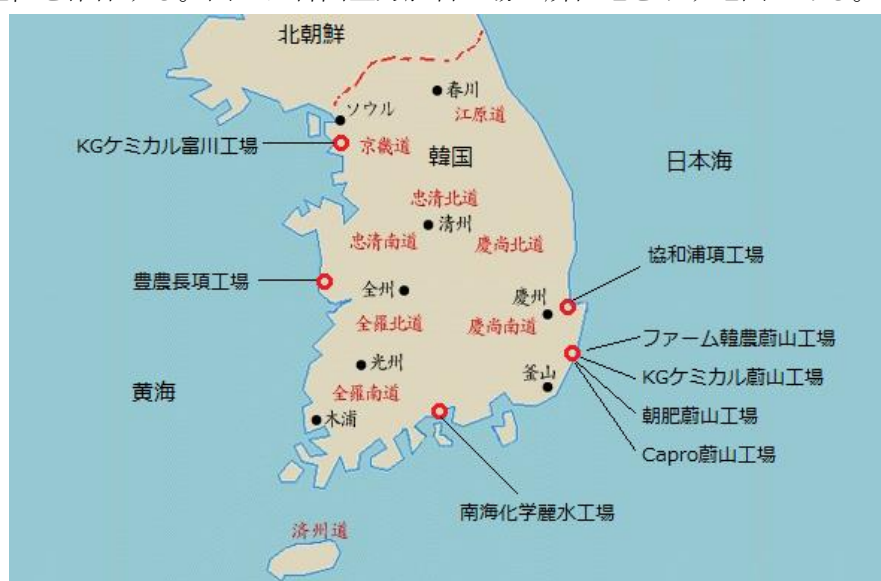 北朝鮮
春川
ソウル
江原道
KGケミカル富川工場
京畿道
韓国
日本海
忠清北道
清州
忠清南道
慶尚北道
協和浦項工場
豊農長項工場
全州
慶州
全羅北道
慶尚南道
ファーム韓農蔚山工場
光州
釜山
KGケミカル蔚山工場
黄海
全羅南道
木浦
朝肥蔚山工場
Capro蔚山工場
南海化学麗水工場
済州道